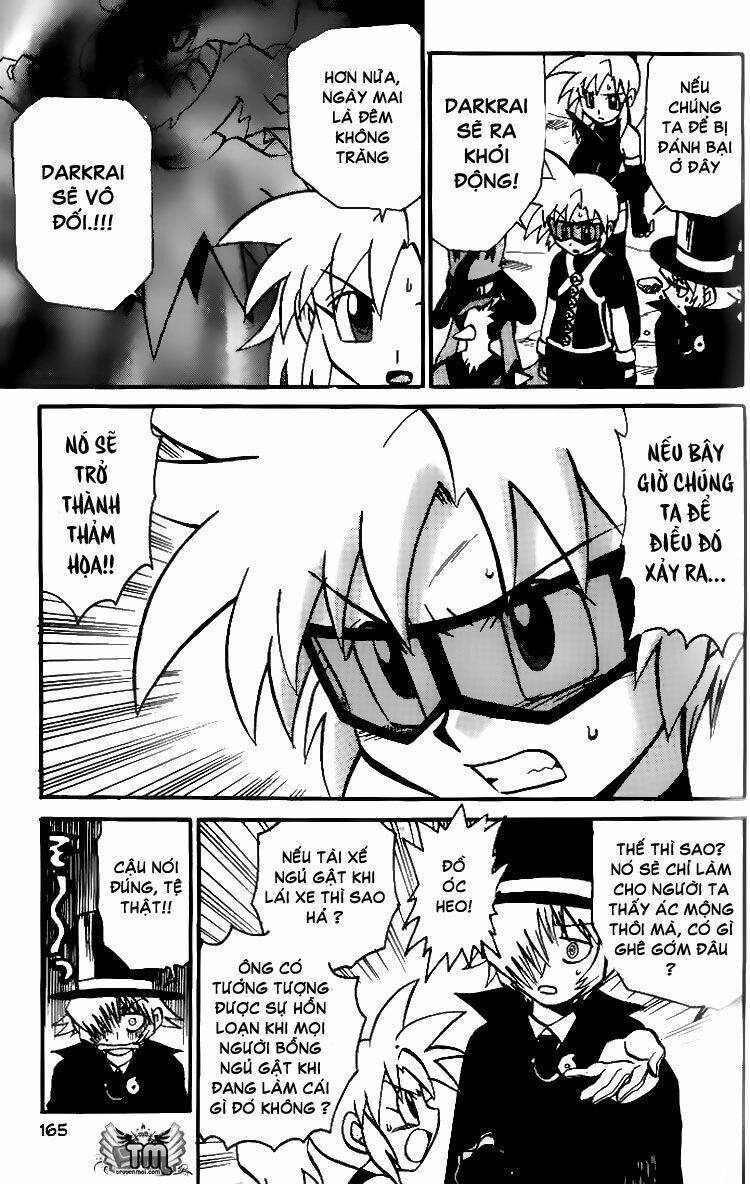 NẾU
CHÚNG
TA ĐỂ BỊ
ĐÁNH BẠI
Ở ĐÂY
DARKRAI
SẼ RA
KHỎI
ĐỘNG!
HƠN NỮA,
NGÀY MAI
LÀ ĐÊM
KHÔNG
TRĂNG
DARKRAI
SẼ VÔ
ĐỐI.!!!
NẾU BÂY
GIỜ CHÚNG
TA ĐỂ
ĐIỀU ĐÓ
XẢY RA...
NÓ SẼ
TRỞ
THÀNH
THẢM
HỌA!!
THẾ THÌ SAO?
NÓ SẼ CHỈ LÀM
CHO NGƯỜI TA
THẤY ÁC MỘNG
THÔI MÀ, CÓ GÌ
GHÊ GỚM ĐÂU
?
ĐỒ
ÓC
HEO!
NẾU TÀI XẾ
NGỦ GẬT KHI
LÁI XE THÌ SAO
HẢ ?
ÔNG CÓ
TƯỞNG TƯỢNG
ĐƯỢC SỰ HỖN
LOẠN KHI MỌI
NGƯỜI BỖNG
NGỦ GẬT KHI
ĐANG LÀM CÁI
GÌ ĐÓ KHÔNG ?
CẬU NÓI
ĐÚNG, TỆ
THẬT!!
165
TM
truyenmoi.com